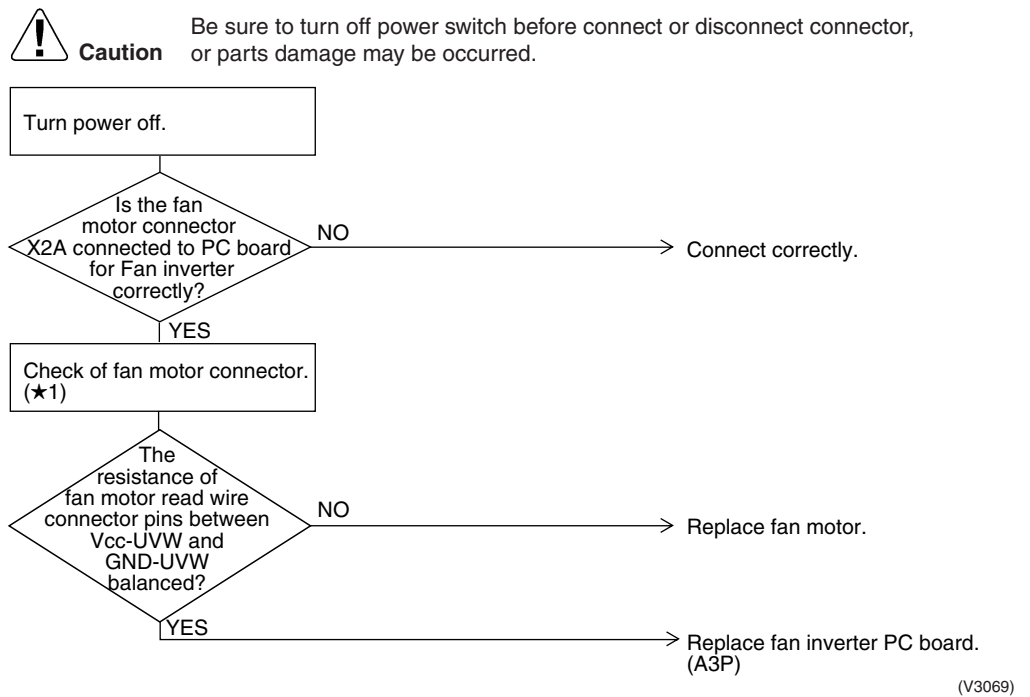 Caution
Be sure to turn off power switch before connect or disconnect connector,
or parts damage may be occurred.
Turn power off.
Is the fan
motor connector
X2A connected to PC board
for Fan inverter
correctly?
NO
Connect correctly.
YES
Check of fan motor connector.
(★1)
The
resistance of
fan motor read wire
connector pins between
Vcc-UVW and
GND-UVW
balanced?
NO
Replace fan motor.
YES
Replace fan inverter PC board.
(A3P)
(V3069)